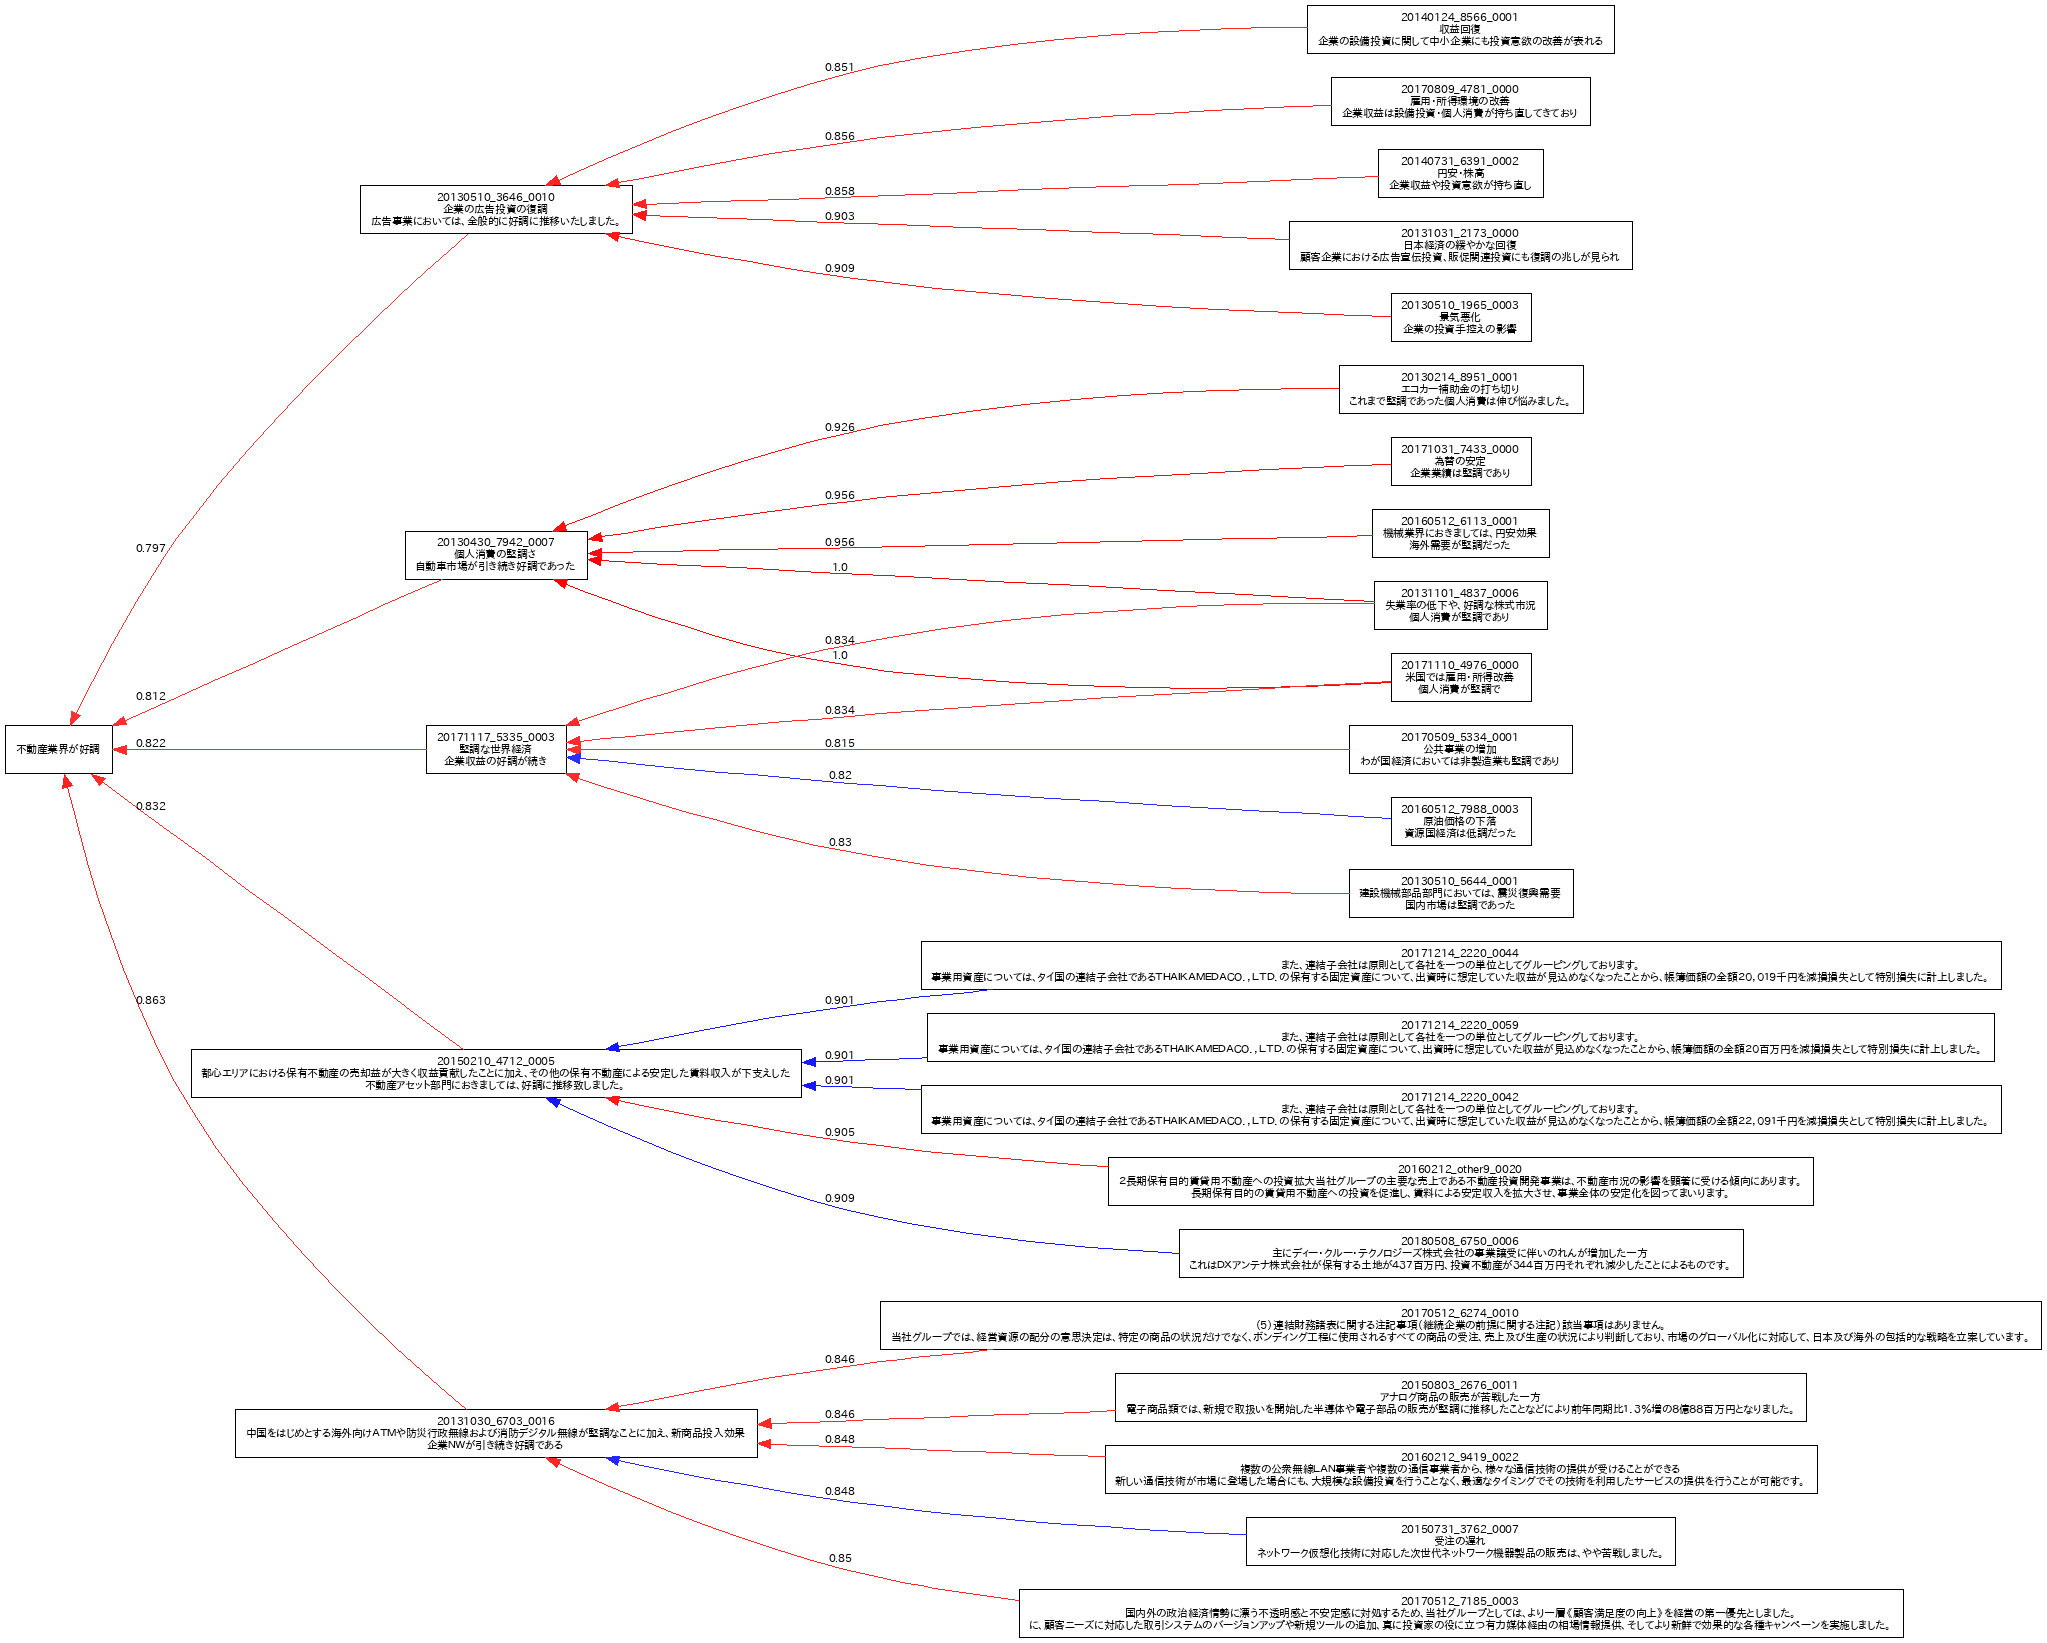 20140124_8566_0001
収益回復
企業の設備投資に関して中小企業にも投資意欲の改善が表れる
0.851
20170809_4781_0000
雇用・所得環境の改善
企業収益は設備投資・個人消費が持ち直してきており
0.856
20140731_6391_0002
円安・株高
企業収益や投資意欲が持ち直し
0.858
20130510_3646_0010
企業の広告投資の復調
広告事業においては、全般的に好調に推移いたしました。
0.903
20131031_2173_0000
日本経済の緩やかな回復
顧客企業における広告宣伝投資、販促関連投資にも復調の兆しが見られ
0.909
20130510_1965_0003
景気悪化
企業の投資手控えの影響
20130214_8951_0001
エコカー補助金の打ち切り
これまで堅調であった個人消費は伸び悩みました。
0.926
20171031_7433_0000
為替の安定
企業業績は堅調であり
0.956
20160512_6113_0001
機械業界におきましては、円安効果
海外需要が堅調だった
0.956
0.797
20130430_7942_0007
個人消費の堅調さ
自動車市場が引き続き好調であった
1.0
20131101_4837_0006
失業率の低下や、好調な株式市況
個人消費が堅調であり
0.834
1.0
20171110_4976_0000
米国では雇用・所得改善
個人消費が堅調で
0.812
0.834
不動産業界が好調
0.822
20171117_5335_0003
堅調な世界経済
企業収益の好調が続き
0.815
20170509_5334_0001
公共事業の増加
わが国経済においては非製造業も堅調であり
0.82
20160512_7988_0003
原油価格の下落
資源国経済は低調だった
0.832
0.83
20130510_5644_0001
建設機械部品部門においては、震災復興需要
国内市場は堅調であった
20171214_2220_0044
また、連結子会社は原則として各社を一つの単位としてグルーピングしております。
事業用資産については、タイ国の連結子会社であるTHAIKAMEDACO.,LTD.の保有する固定資産について、出資時に想定していた収益が見込めなくなったことから、帳簿価額の全額20,019千円を減損損失として特別損失に計上しました。
0.863
0.901
20171214_2220_0059
また、連結子会社は原則として各社を一つの単位としてグルーピングしております。
事業用資産については、タイ国の連結子会社であるTHAIKAMEDACO.,LTD.の保有する固定資産について、出資時に想定していた収益が見込めなくなったことから、帳簿価額の全額20百万円を減損損失として特別損失に計上しました。
0.901
20150210_4712_0005
都心エリアにおける保有不動産の売却益が大きく収益貢献したことに加え、その他の保有不動産による安定した賃料収入が下支えした
不動産アセット部門におきましては、好調に推移致しました。
0.901
20171214_2220_0042
また、連結子会社は原則として各社を一つの単位としてグルーピングしております。
事業用資産については、タイ国の連結子会社であるTHAIKAMEDACO.,LTD.の保有する固定資産について、出資時に想定していた収益が見込めなくなったことから、帳簿価額の全額22,091千円を減損損失として特別損失に計上しました。
0.905
20160212_other9_0020
2長期保有目的賃貸用不動産への投資拡大当社グループの主要な売上である不動産投資開発事業は、不動産市況の影響を顕著に受ける傾向にあります。
長期保有目的の賃貸用不動産への投資を促進し、賃料による安定収入を拡大させ、事業全体の安定化を図ってまいります。
0.909
20180508_6750_0006
主にディー・クルー・テクノロジーズ株式会社の事業譲受に伴いのれんが増加した一方
これはDXアンテナ株式会社が保有する土地が437百万円、投資不動産が344百万円それぞれ減少したことによるものです。
20170512_6274_0010
(5)連結財務諸表に関する注記事項(継続企業の前提に関する注記)該当事項はありません。
当社グループでは、経営資源の配分の意思決定は、特定の商品の状況だけでなく、ボンディング工程に使用されるすべての商品の受注、売上及び生産の状況により判断しており、市場のグローバル化に対応して、日本及び海外の包括的な戦略を立案しています。
0.846
20150803_2676_0011
アナログ商品の販売が苦戦した一方
電子商品類では、新規で取扱いを開始した半導体や電子部品の販売が堅調に推移したことなどにより前年同期比1.3%増の8億88百万円となりました。
0.846
20131030_6703_0016
中国をはじめとする海外向けATMや防災行政無線および消防デジタル無線が堅調なことに加え、新商品投入効果
企業NWが引き続き好調である
0.848
20160212_9419_0022
複数の公衆無線LAN事業者や複数の通信事業者から、様々な通信技術の提供が受けることができる
新しい通信技術が市場に登場した場合にも、大規模な設備投資を行うことなく、最適なタイミングでその技術を利用したサービスの提供を行うことが可能です。
0.848
20150731_3762_0007
受注の遅れ
ネットワーク仮想化技術に対応した次世代ネットワーク機器製品の販売は、やや苦戦しました。
0.85
20170512_7185_0003
国内外の政治経済情勢に漂う不透明感と不安定感に対処するため、当社グループとしては、より一層《顧客満足度の向上》を経営の第一優先としました。
に、顧客ニーズに対応した取引システムのバージョンアップや新規ツールの追加、真に投資家の役に立つ有力媒体経由の相場情報提供、そしてより新鮮で効果的な各種キャンペーンを実施しました。